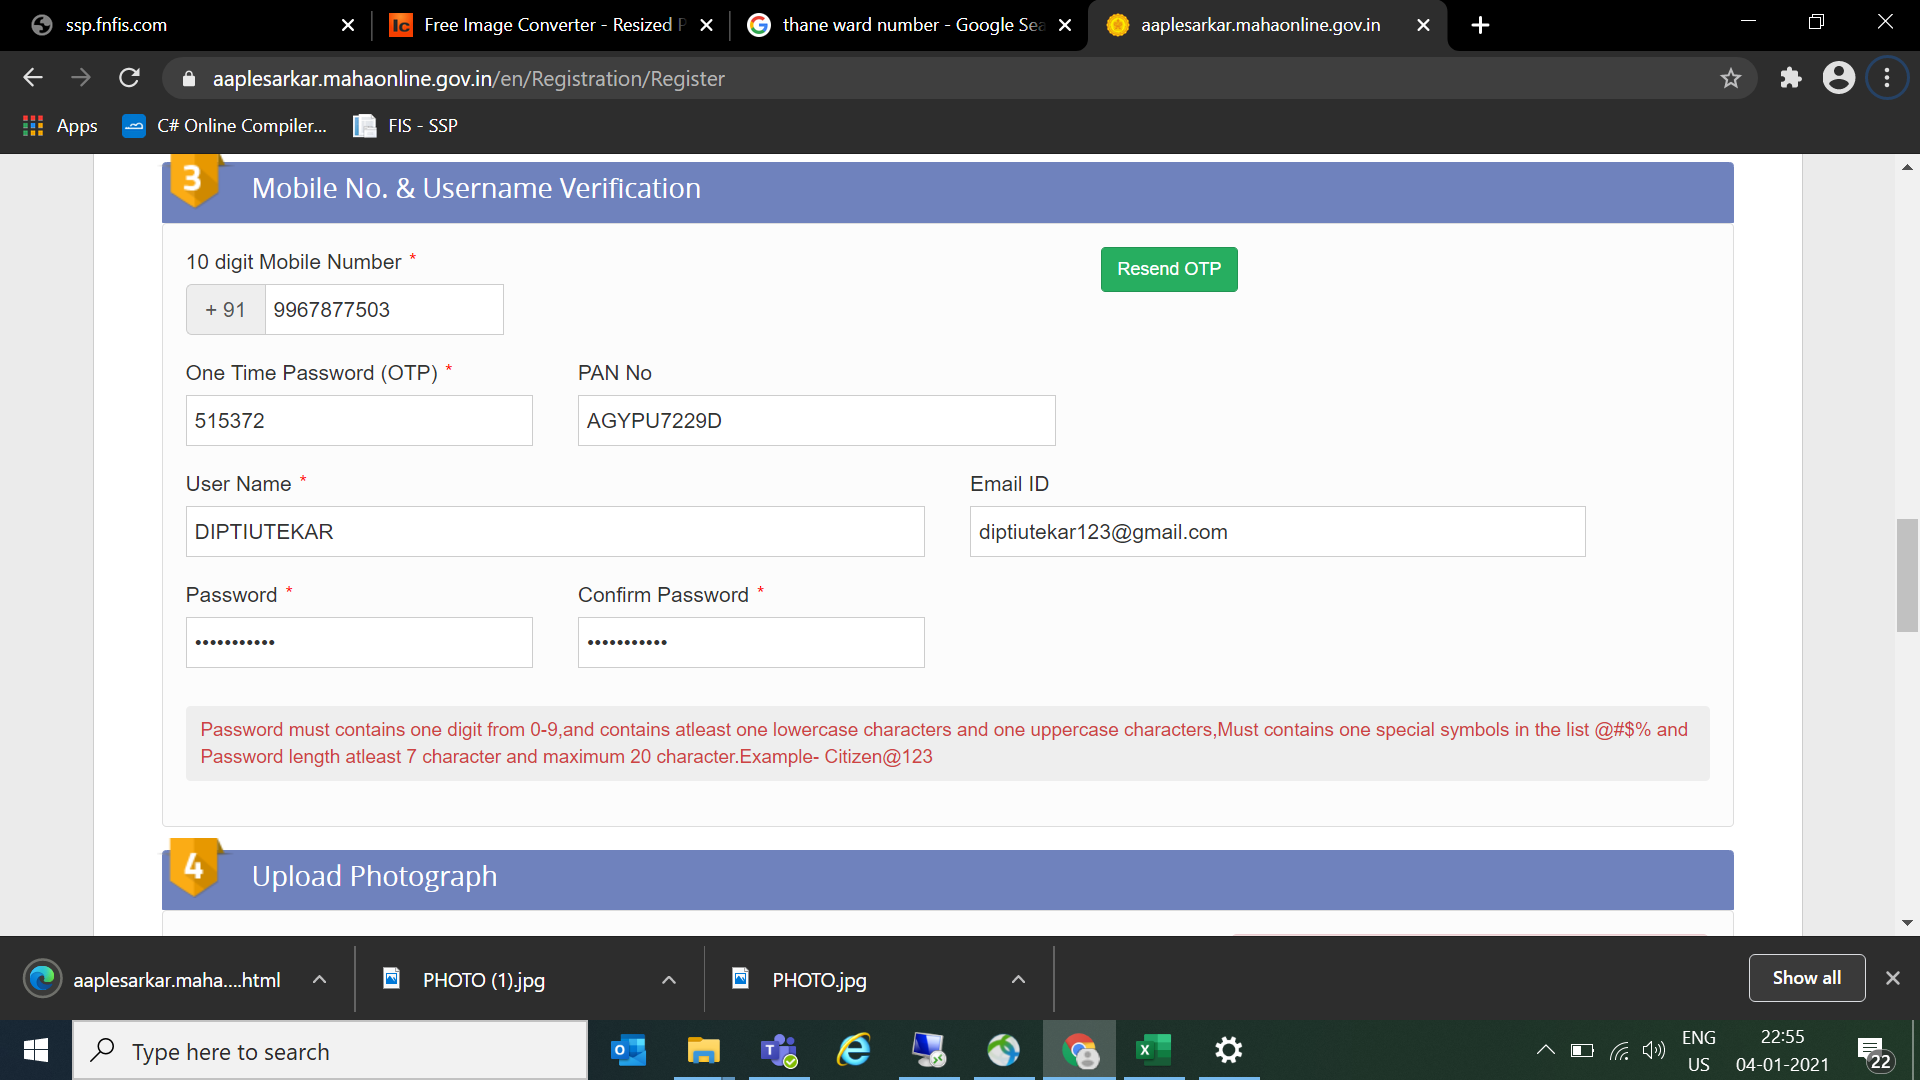 ssp.fnfis.com
Free Image Converter - Resized P
thane ward number - Google Sea
aaplesarkar.mahaonline.gov.in
aaplesarkar.mahaonline.gov.in/en/Registration/Register
Apps
C# Online Compiler...
FIS - SSP
3
Mobile No. & Username Verification
10 digit Mobile Number *
Resend OTP
+ 91
9967877503
One Time Password (OTP) *
PAN No
515372
AGYPU7229D
User Name *
Email ID
DIPTIUTEKAR
diptiutekar123@gmail.com
Password *
Confirm Password *
•••••••••••
•••••••••••
Password must contains one digit from 0-9,and contains atleast one lowercase characters and one uppercase characters,Must contains one special symbols in the list @#$% and
Password length atleast 7 character and maximum 20 character.Example- Citizen@123
4
Upload Photograph
aaplesarkar.maha....html
PHOTO (1).jpg
PHOTO.jpg
Show all
Type here to search
ENG
US
22:55
04-01-2021
22